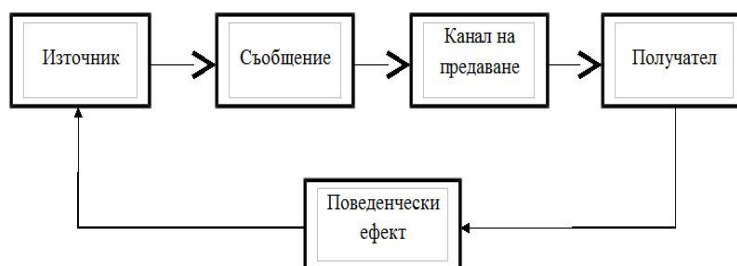 Източник
Съобщение
Канал на
предаване
Получател
Поведенчески
ефект